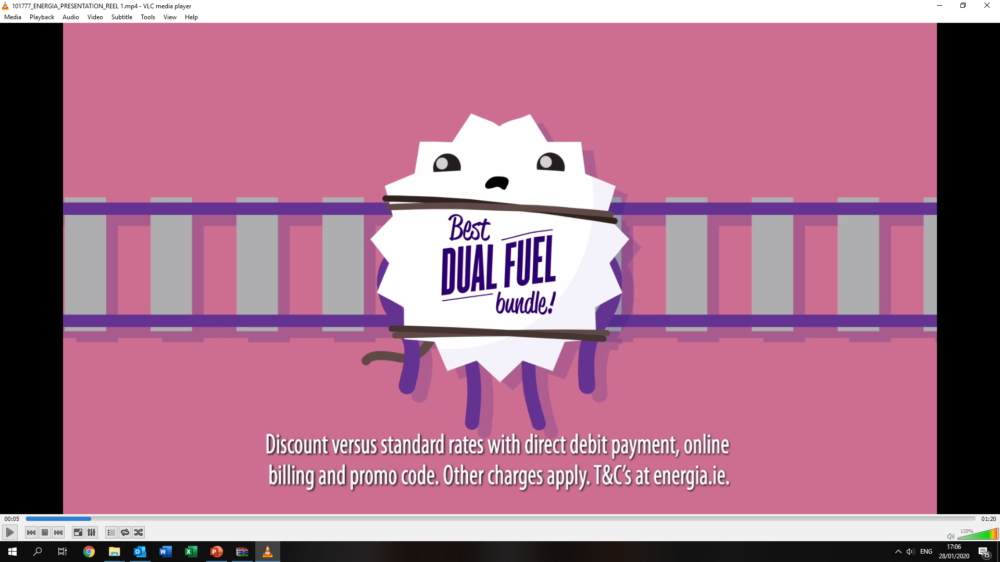 101777_ENERGIA_PRESENTATION_REEL 1.mp4 - VLC media player
Media Playback Audio Video Subtitle Tools View Help
Best
DUAL FUEL
bundle!
Discount versus standard rates with direct debit payment, online
billing and promo code. Other charges apply. T&C's at energia.ie.
00:05 01:20
120%
ENG 17:06
28/01/2020 15